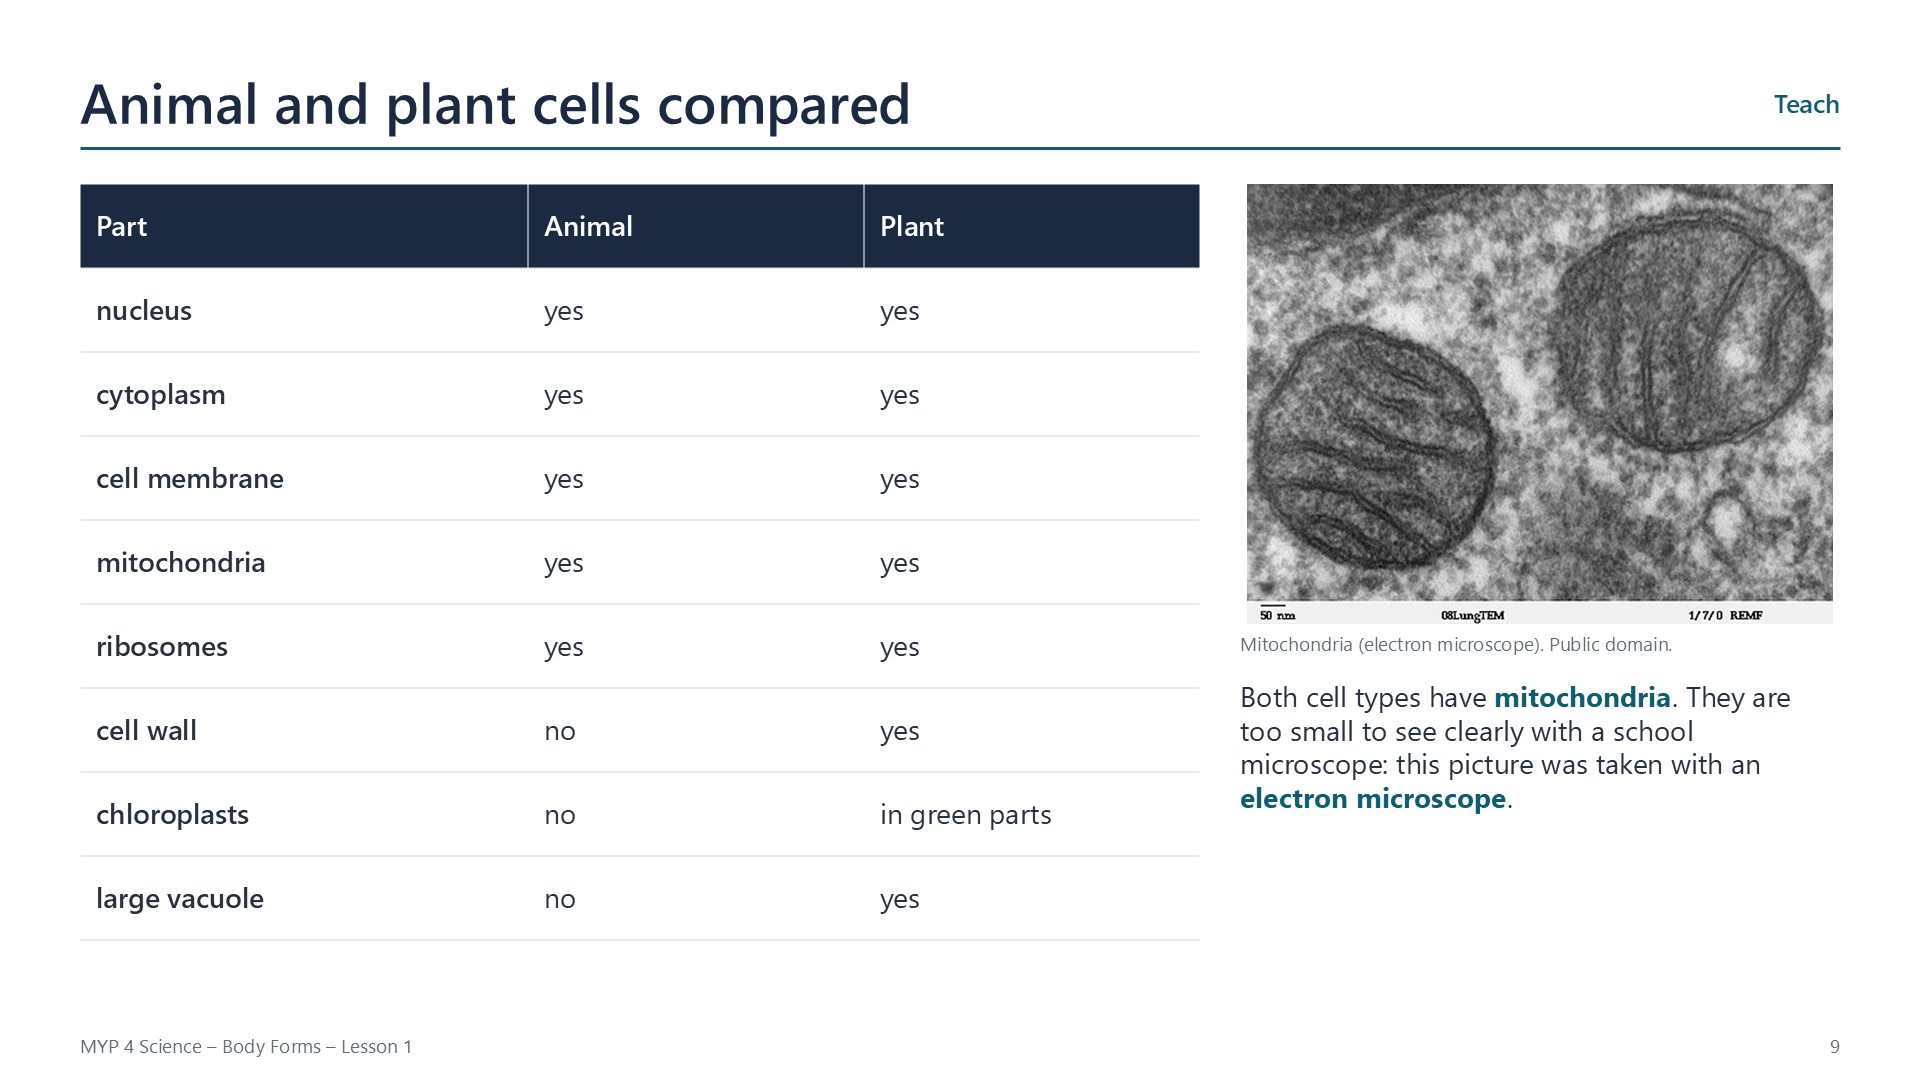 Animal and plant cells compared
Teach
Part Animal Plant
nucleus yes yes
cytoplasm yes yes
cell membrane yes yes
mitochondria yes yes
ribosomes yes yes
cell wall no yes
chloroplasts no in green parts
large vacuole no yes
50 nm 08LungTEM 1/7/0 REMF
Mitochondria (electron microscope). Public domain.
Both cell types have mitochondria. They are
too small to see clearly with a school
microscope: this picture was taken with an
electron microscope.
MYP 4 Science – Body Forms – Lesson 1
9